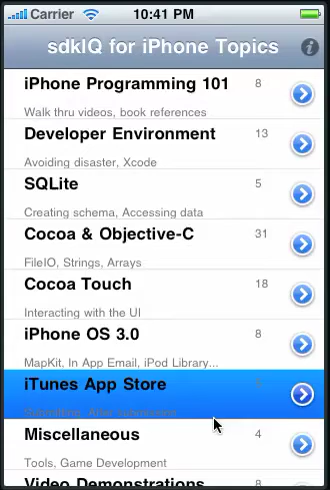 Carrier 10:41 PM
sdkIQ for iPhone Topics
iPhone Programming 101 8
Walk thru videos, book references
Developer Environment 13
Avoiding disaster, Xcode
SQLite 5
Creating schema, Accessing data
Cocoa & Objective-C 31
FileIO, Strings, Arrays
Cocoa Touch 18
Interacting with the UI
iPhone OS 3.0 8
MapKit, In App Email, iPod Library...
iTunes App Store
Submitting, After submission
Miscellaneous 4
Tools, Game Development
Video Demonstrations 8